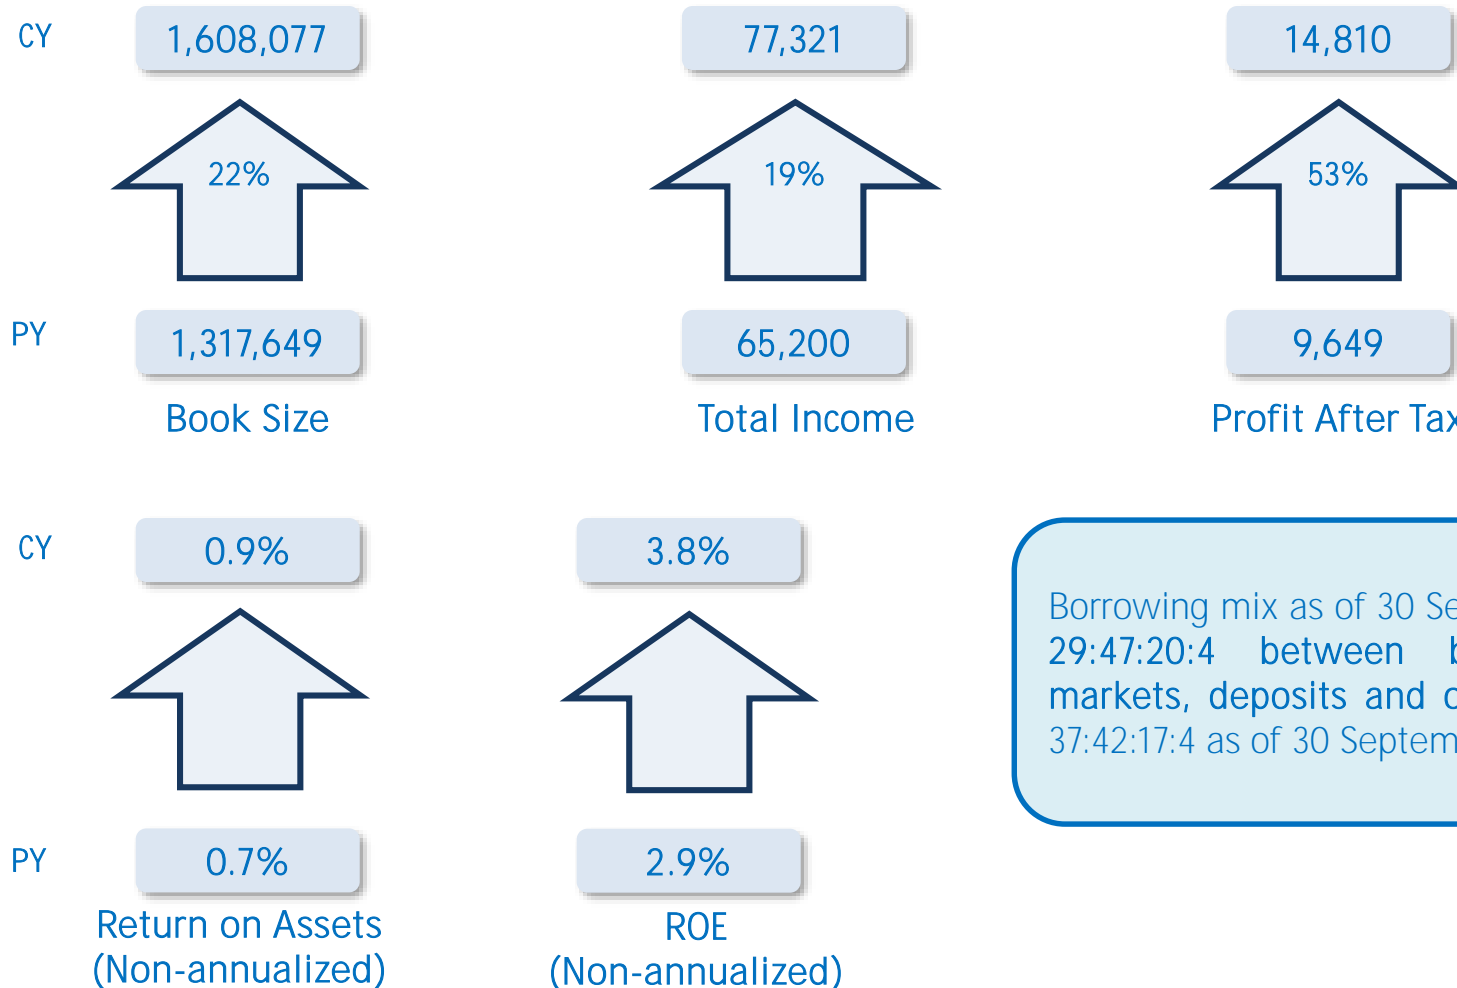 CY 1,608,077 77,321 14,810
22% 19% 53%
PY 1,317,649 65,200 9,649
Book Size Total Income Profit After Tax
CY 0.9% 3.8%
PY 0.7% 2.9%
Return on Assets ROE
(Non-annualized) (Non-annualized)
Borrowing mix as of 30
29:47:20:4 between
markets, deposits and
37:42:17:4 as of 30